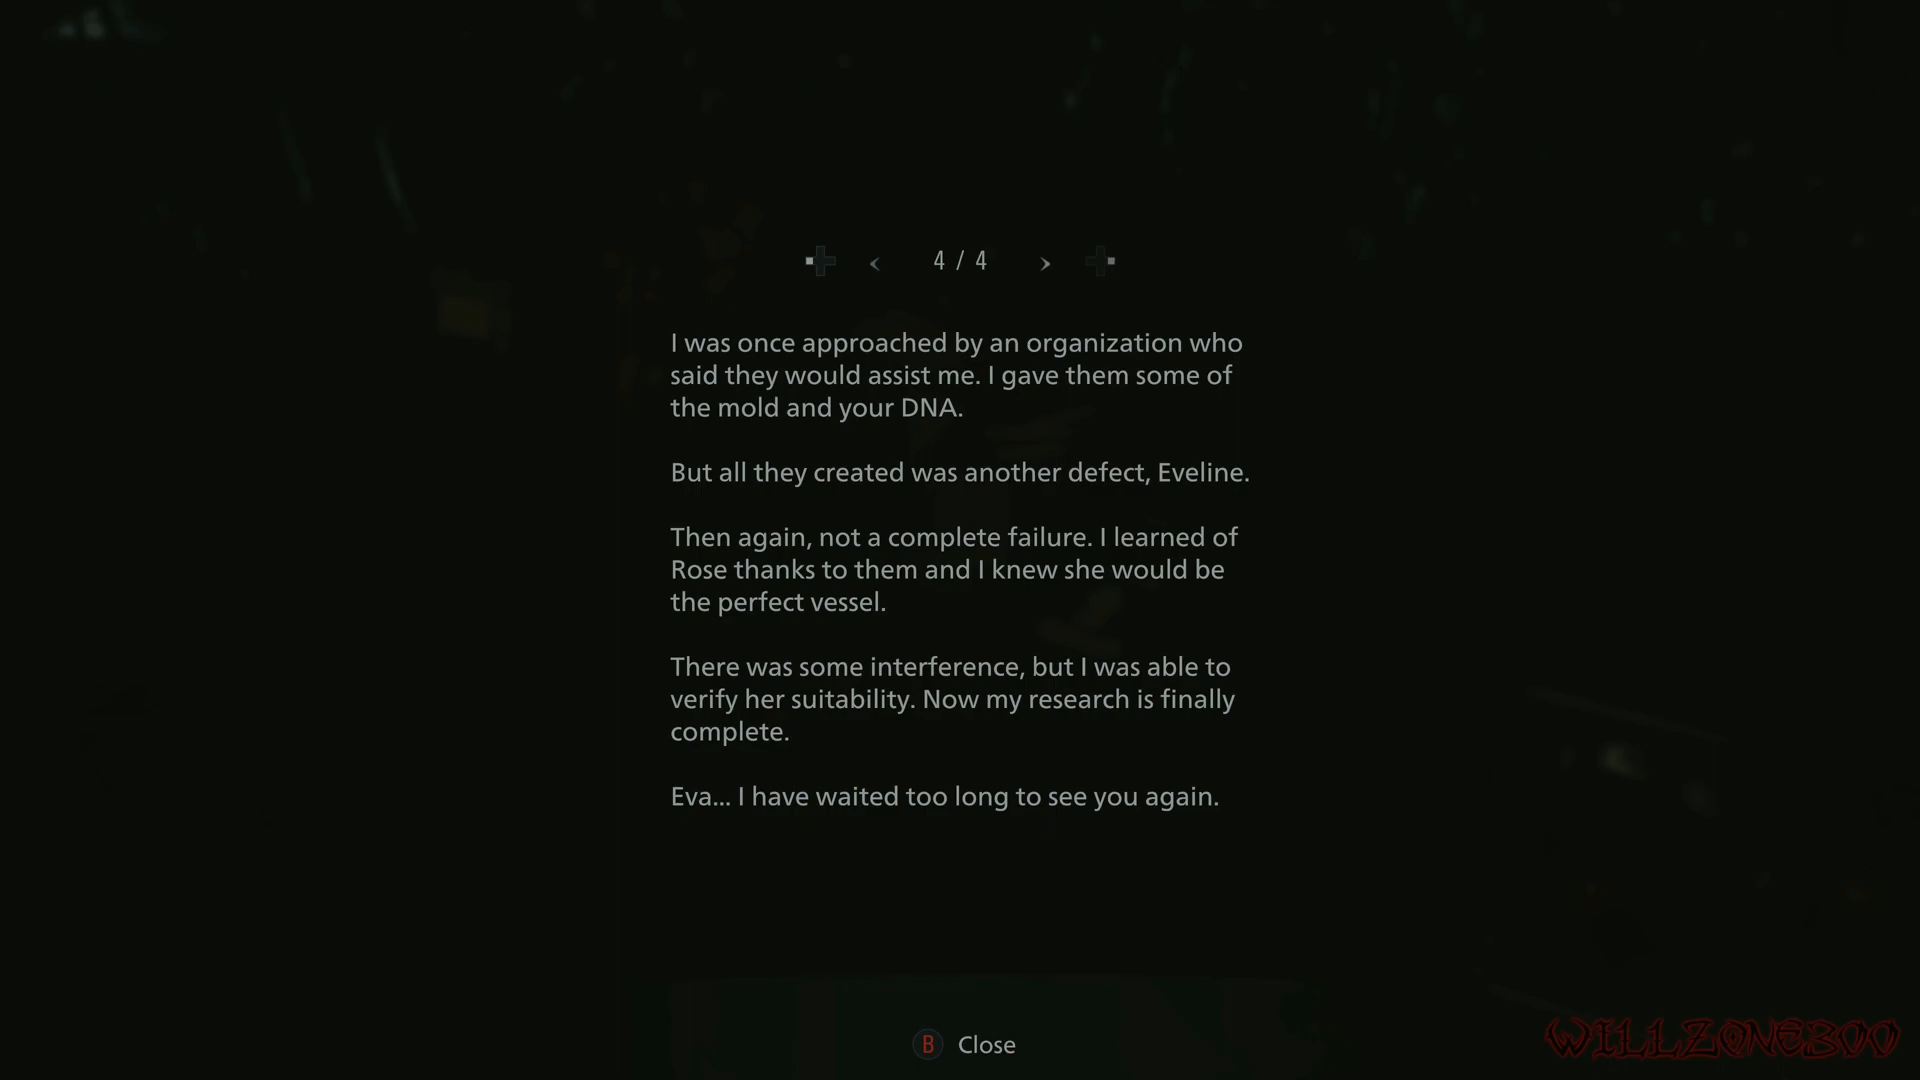 4 / 4
I was once approached by an organization who
said they would assist me. I gave them some of
the mold and your DNA.
But all they created was another defect, Eveline.
Then again, not a complete failure. I learned of
Rose thanks to them and I knew she would be
the perfect vessel.
There was some interference, but I was able to
verify her suitability. Now my research is finally
complete.
Eva... I have waited too long to see you again.
B Close
WILLZONE300